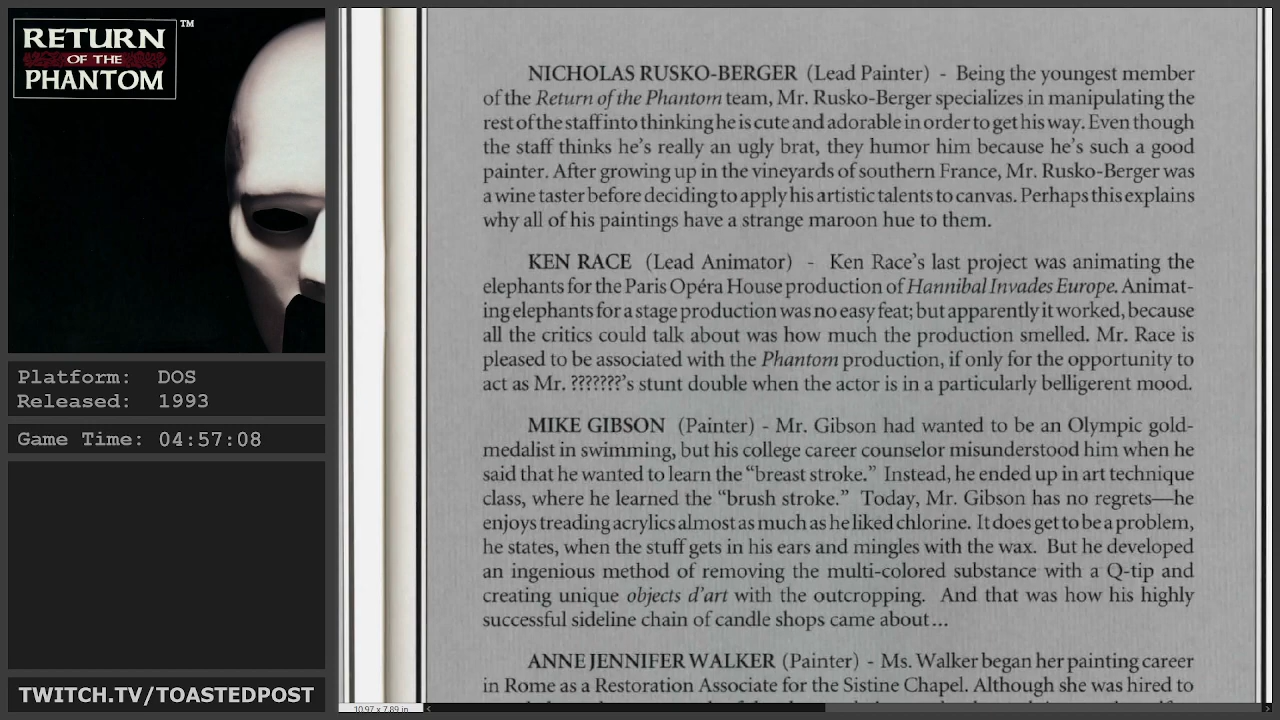 RETURN
OF THE
PHANTOM
™
Platform: DOS
Released: 1993
Game Time: 04:57:08
TWITCH.TV/TOASTEDPOST
NICHOLAS RUSKO-BERGER (Lead Painter) - Being the youngest member
of the Return of the Phantom team, Mr. Rusko-Berger specializes in manipulating the
rest of the staff into thinking he is cute and adorable in order to get his way. Even though
the staff thinks he's really an ugly brat, they humor him because he's such a good
painter. After growing up in the vineyards of southern France, Mr. Rusko-Berger was
a wine taster before deciding to apply his artistic talents to canvas. Perhaps this explains
why all of his paintings have a strange maroon hue to them.
KEN RACE (Lead Animator) - Ken Race's last project was animating the
elephants for the Paris Opéra House production of Hannibal Invades Europe. Animat-
ing elephants for a stage production was no easy feat; but apparently it worked, because
all the critics could talk about was how much the production smelled. Mr. Race is
pleased to be associated with the Phantom production, if only for the opportunity to
act as Mr. ???????'s stunt double when the actor is in a particularly belligerent mood.
MIKE GIBSON (Painter) - Mr. Gibson had wanted to be an Olympic gold-
medalist in swimming, but his college career counselor misunderstood him when he
said that he wanted to learn the “breast stroke.” Instead, he ended up in art technique
class, where he learned the “brush stroke.” Today, Mr. Gibson has no regrets—he
enjoys treading acrylics almost as much as he liked chlorine. It does get to be a problem,
he states, when the stuff gets in his ears and mingles with the wax. But he developed
an ingenious method of removing the multi-colored substance with a Q-tip and
creating unique objects d'art with the outcropping. And that was how his highly
successful sideline chain of candle shops came about...
ANNE JENNIFER WALKER (Painter) - Ms. Walker began her painting career
in Rome as a Restoration Associate for the Sistine Chapel. Although she was hired to
10.97 x 7.89 in